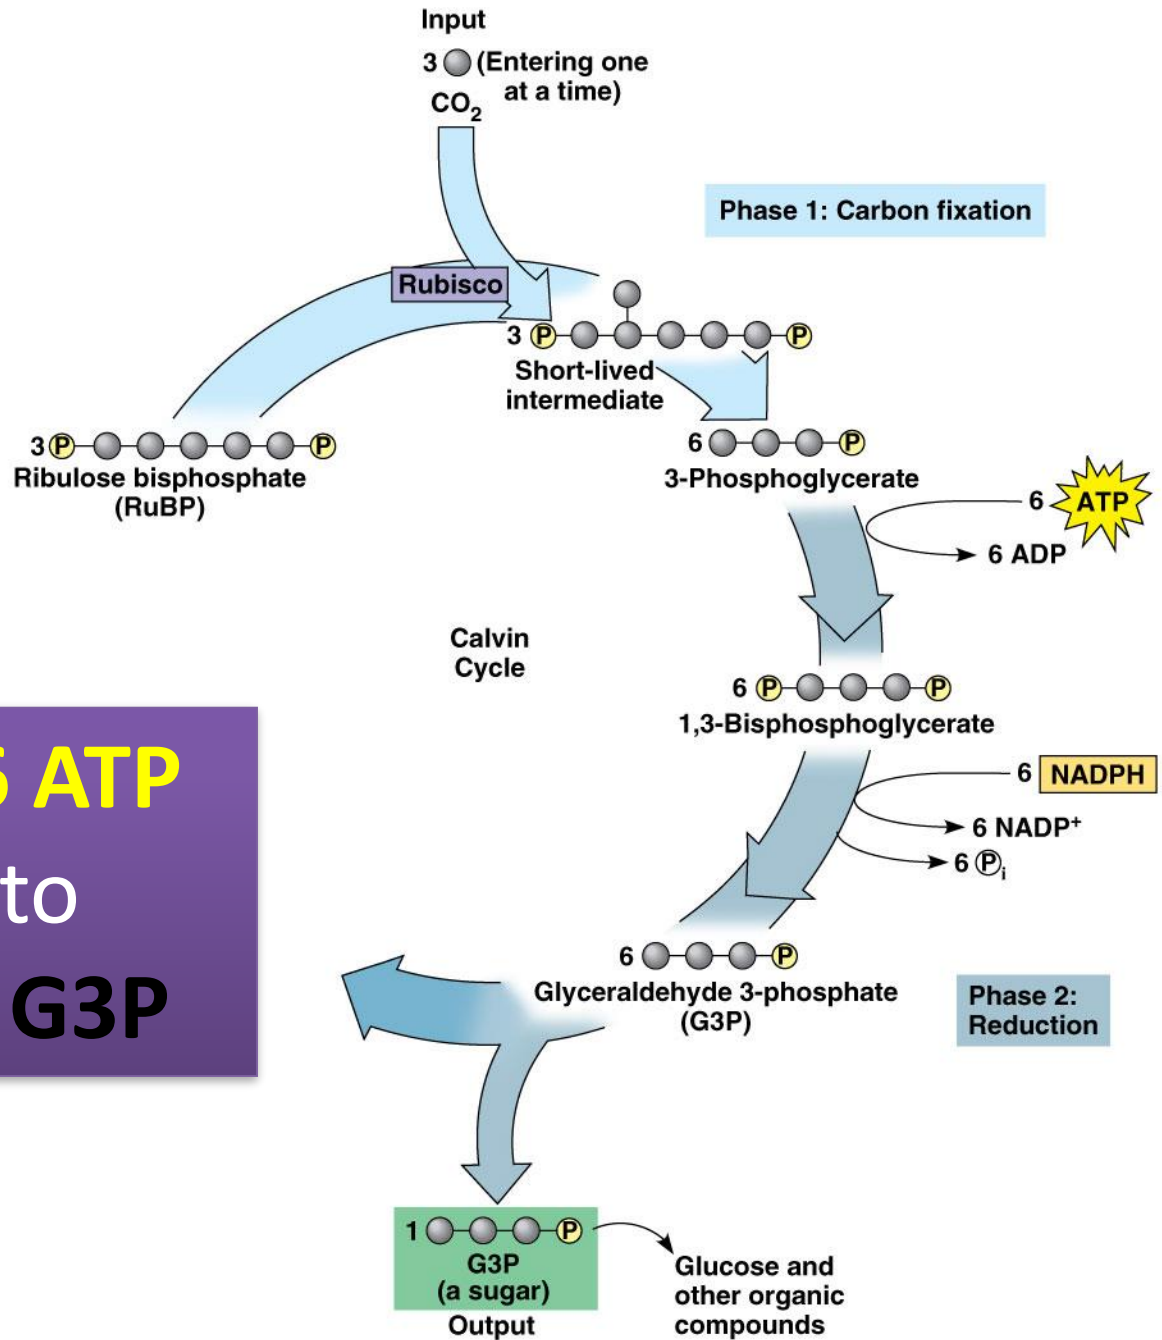 Input
3 (Entering one
at a time)
CO₂
Phase 1: Carbon fixation
Rubisco
3 P P
Short-lived
intermediate
3 P P
Ribulose bisphosphate
(RuBP)
6 P
3-Phosphoglycerate
6 ATP
6 ADP
Calvin
Cycle
6 P P
1,3-Bisphosphoglycerate
6 NADPH
6 NADP⁺
6 Pᵢ
ATP
to
G3P
6 P
Glyceraldehyde 3-phosphate
(G3P)
Phase 2:
Reduction
1 P
G3P
(a sugar)
Output
Glucose and
other organic
compounds